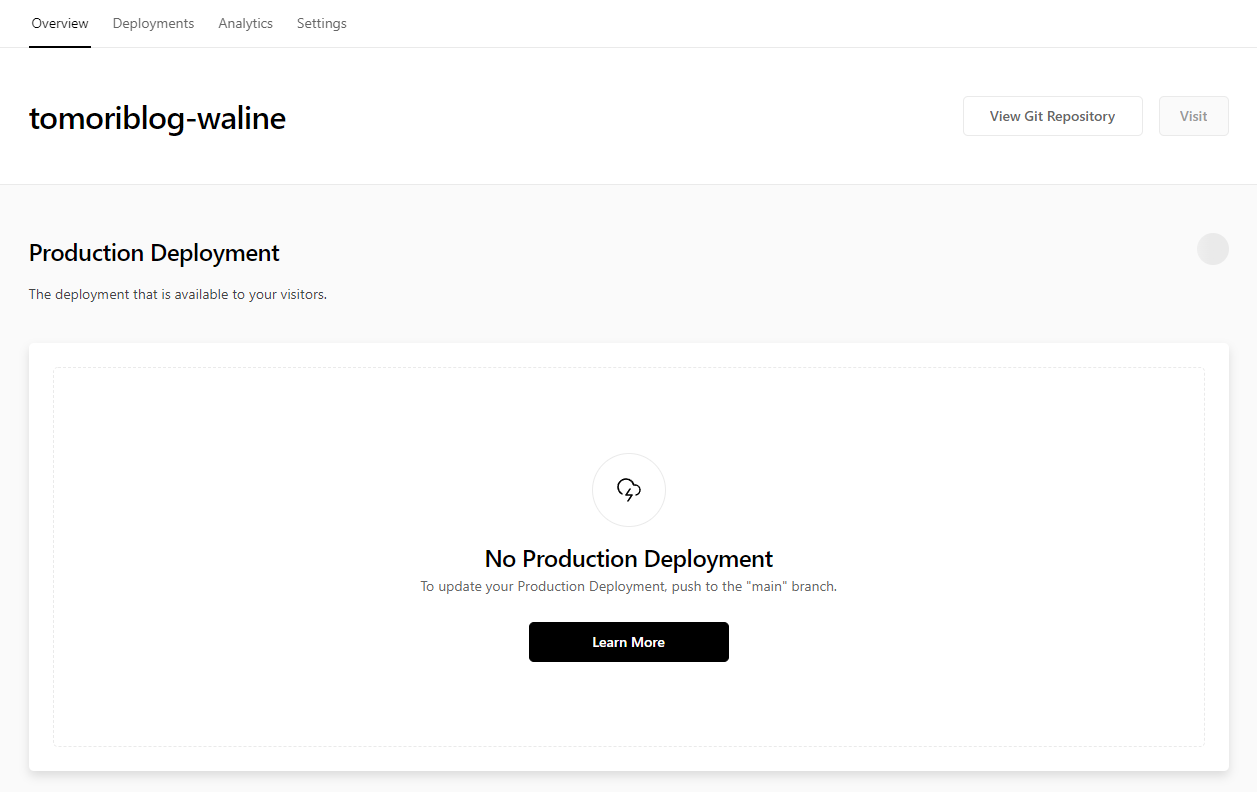 Overview Deployments Analytics Settings
tomoriblog-waline
View Git Repository Visit
Production Deployment
The deployment that is available to your visitors.
No Production Deployment
To update your Production Deployment, push to the "main" branch.
Learn More